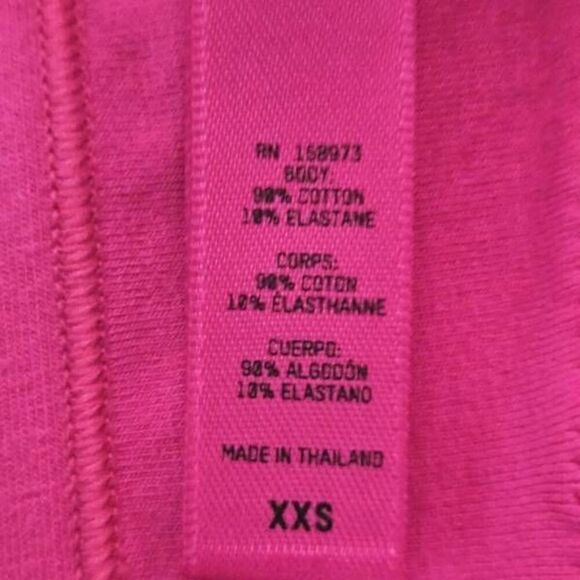 RN 160973
BODY:
90% COTTON
10% ELASTANE
CORPS:
90% COTON
10% ÉLASTHANNE
CUERPO:
90% ALGODÓN
10% ELASTANO
MADE IN THAILAND
XXS